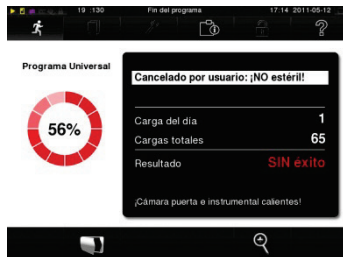 19 :130 Fin del programa 17:14 2011-05-12
Programa Universal
56%
Cancelado por usuario: ¡NO estéril!
Carga del día 1
Cargas totales 65
Resultado SIN éxito
¡Cámara puerta e instrumental calientes!